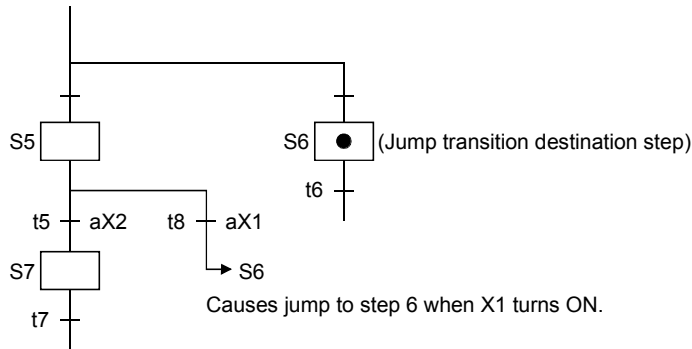 S5
S6 (Jump transition destination step)
t6
t5 aX2 t8 aX1
S7 S6
Causes jump to step 6 when X1 turns ON.
t7